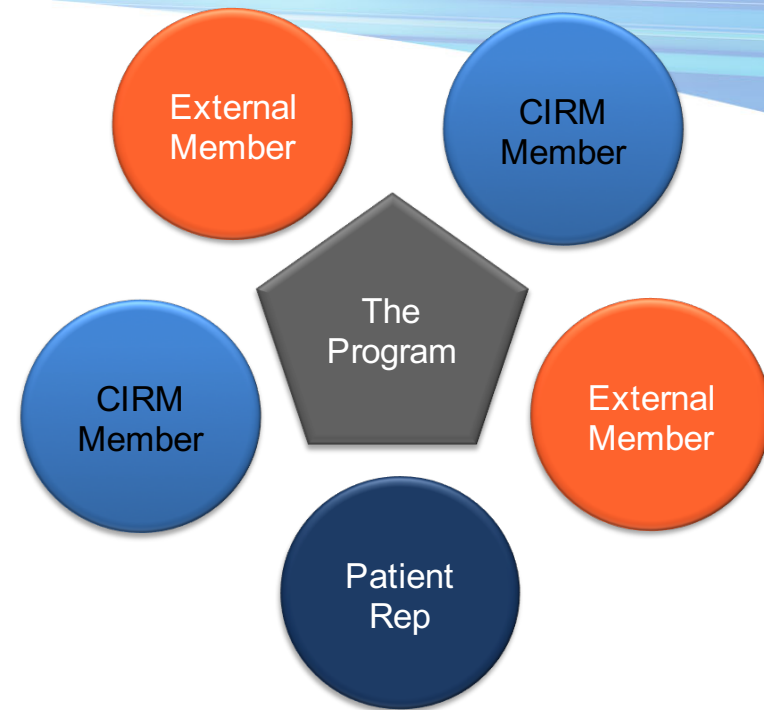 External
Member
CIRM
Member
The
Program
CIRM
Member
External
Member
Patient
Rep